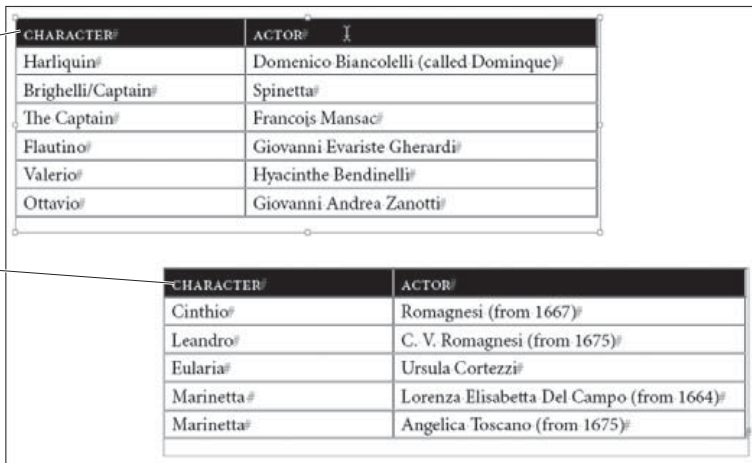 CHARACTER ACTOR
Harliquin Domenico Biancolelli (called Dominque)
Brighelli/Captain Spinetta
The Captain Francois Mansac
Flautino Giovanni Evariste Gherardi
Valerio Hyacinthe Bendinelli
Ottavio Giovanni Andrea Zanotti
CHARACTER ACTOR
Cinthio Romagnesi (from 1667)
Leandro C. V. Romagnesi (from 1675)
Eularia Ursula Cortezzi
Marinetta Lorenza Elisabetta Del Campo (from 1664)
Marinetta Angelica Toscano (from 1675)